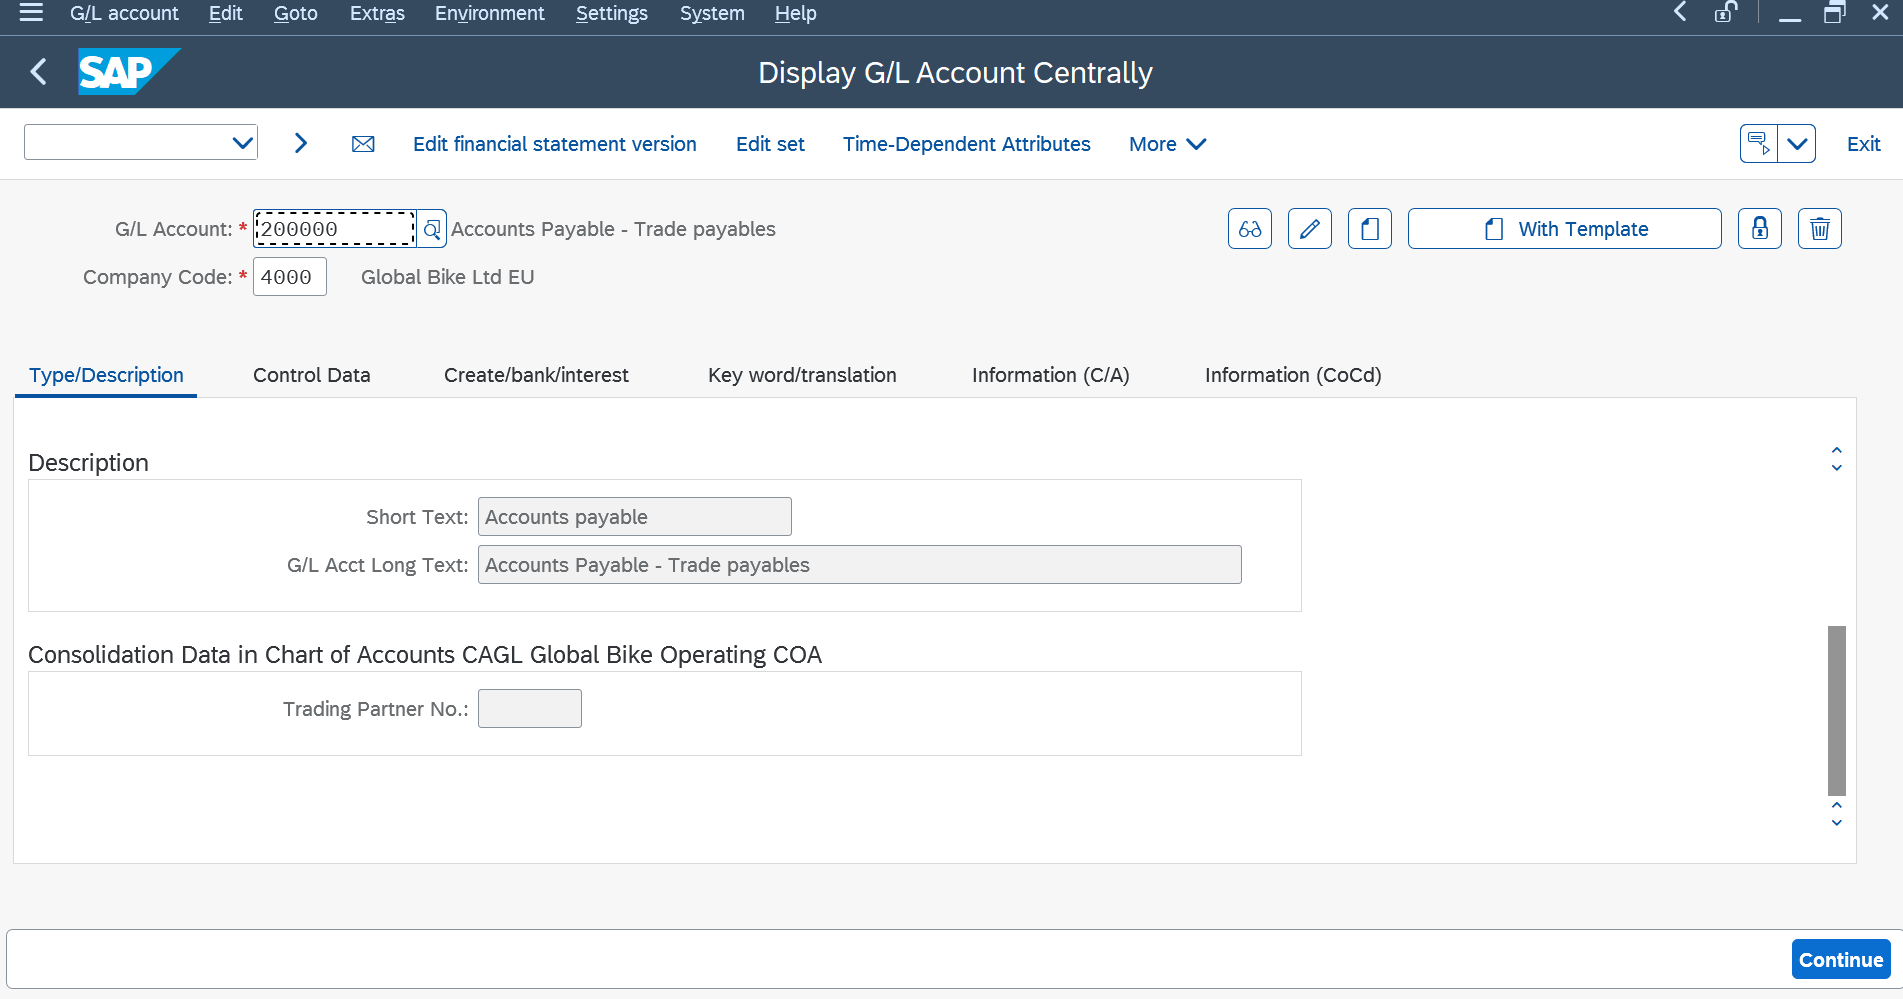 G/L account Edit Goto Extras Environment Settings System Help
SAP Display G/L Account Centrally
Edit financial statement version Edit set Time-Dependent Attributes More Exit
G/L Account: * 200000 Accounts Payable - Trade payables With Template
Company Code: * 4000 Global Bike Ltd EU
Type/Description Control Data Create/bank/interest Key word/translation Information (C/A) Information (CoCd)
Description
Short Text: Accounts payable
G/L Acct Long Text: Accounts Payable - Trade payables
Consolidation Data in Chart of Accounts CAGL Global Bike Operating COA
Trading Partner No.:
Continue